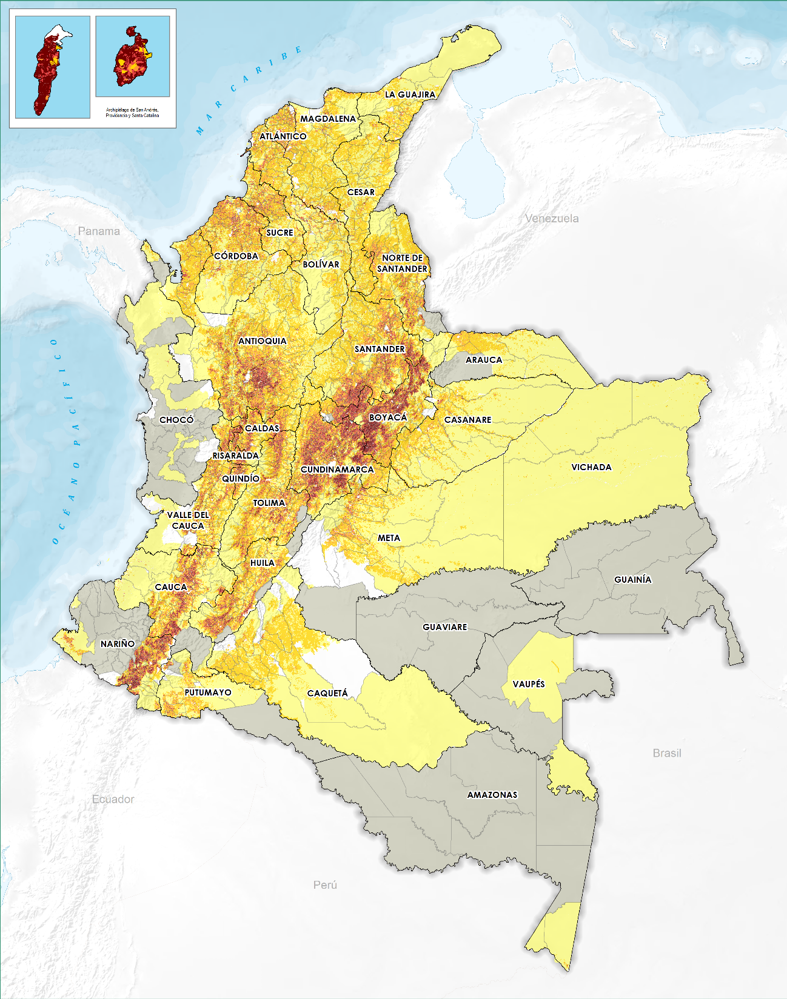 Archipiélago de San Andrés,
Providencia y Santa Catalina
MAR CARIBE
LA GUAJIRA
MAGDALENA
ATLÁNTICO
CESAR
Venezuela
Panama
SUCRE
CÓRDOBA
BOLÍVAR
NORTE DE
SANTANDER
ANTIOQUIA
SANTANDER
ARAUCA
OCÉANO PACÍFICO
CHOCÓ
BOYACÁ
CASANARE
CALDAS
RISARALDA
CUNDINAMARCA
VICHADA
QUINDÍO
TOLIMA
VALLE DEL
CAUCA
META
HUILA
CAUCA
GUAINÍA
GUAVIARE
NARIÑO
VAUPÉS
PUTUMAYO
CAQUETÁ
Brasil
AMAZONAS
Ecuador
Perú